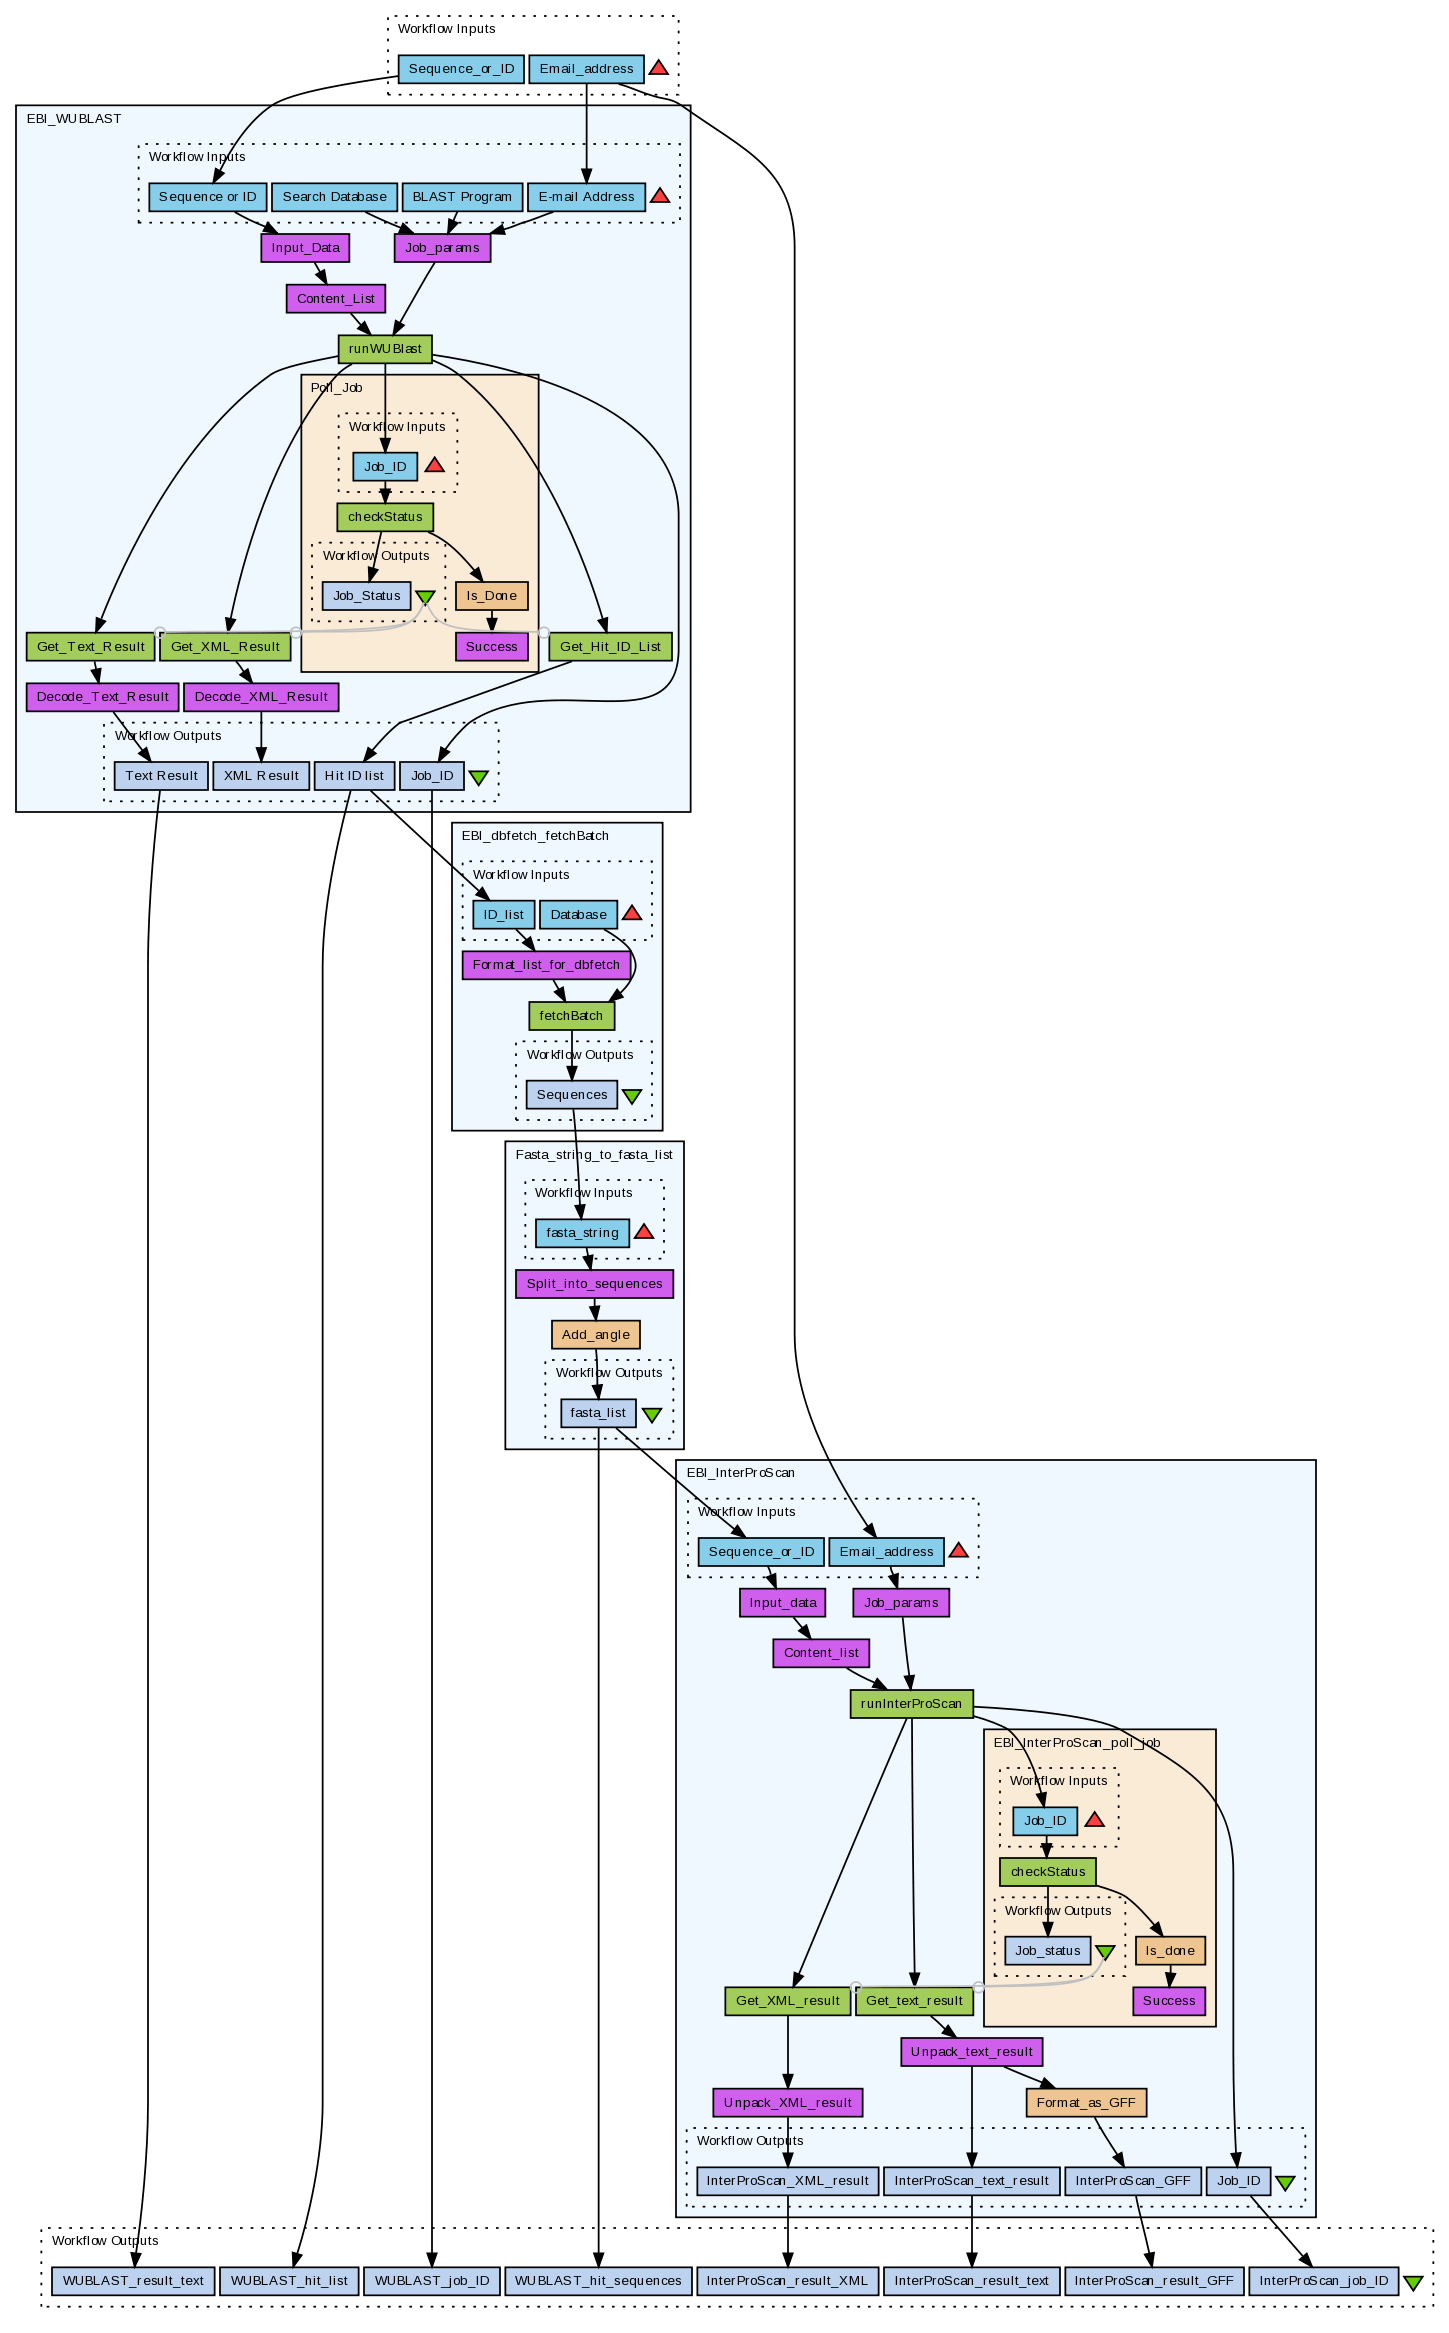 Workflow Inputs
Sequence_or_ID
Email_address
EBI_WUBLAST
Workflow Inputs
Sequence or ID
Search Database
BLAST Program
E-mail Address
Input_Data
Job_params
Content_List
runWUBlast
Poll_Job
Workflow Inputs
Job_ID
checkStatus
Workflow Outputs
Job_Status
Is_Done
Get_Text_Result
Get_XML_Result
Success
Get_Hit_ID_List
Decode_Text_Result
Decode_XML_Result
Workflow Outputs
Text Result
XML Result
Hit ID list
Job_ID
EBI_dbfetch_fetchBatch
Workflow Inputs
ID_list
Database
Format_list_for_dbfetch
fetchBatch
Workflow Outputs
Sequences
Fasta_string_to_fasta_list
Workflow Inputs
fasta_string
Split_into_sequences
Add_angle
Workflow Outputs
fasta_list
EBI_InterProScan
Workflow Inputs
Sequence_or_ID
Email_address
Input_data
Job_params
Content_list
runInterProScan
EBI_InterProScan_poll_job
Workflow Inputs
Job_ID
checkStatus
Workflow Outputs
Job_status
Is_done
Get_XML_result
Get_text_result
Success
Unpack_text_result
Unpack_XML_result
Format_as_GFF
Workflow Outputs
InterProScan_XML_result
InterProScan_text_result
InterProScan_GFF
Job_ID
Workflow Outputs
WUBLAST_result_text
WUBLAST_hit_list
WUBLAST_job_ID
WUBLAST_hit_sequences
InterProScan_result_XML
InterProScan_result_text
InterProScan_result_GFF
InterProScan_job_ID